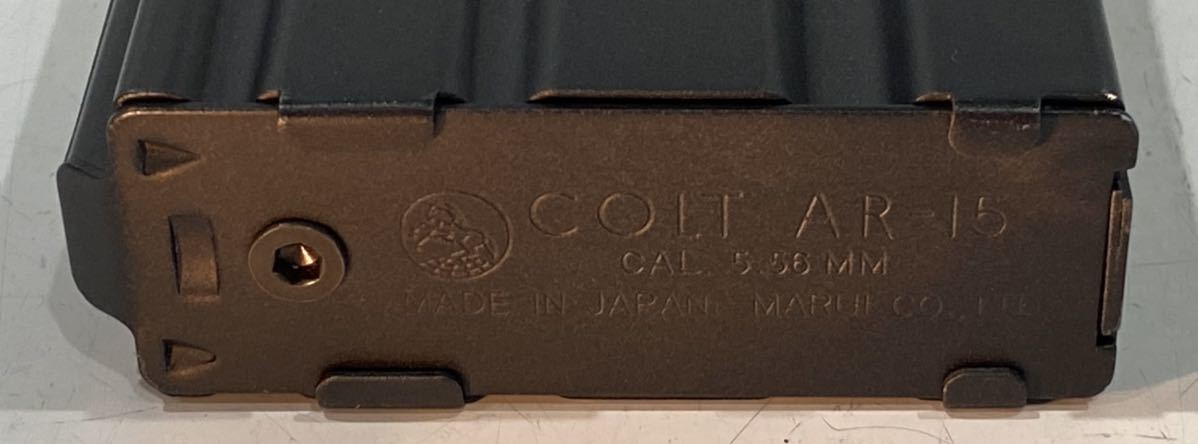 COLT AR-15
CAL. 5.56 MM
MADE IN JAPAN. MARUI CO., LTD.